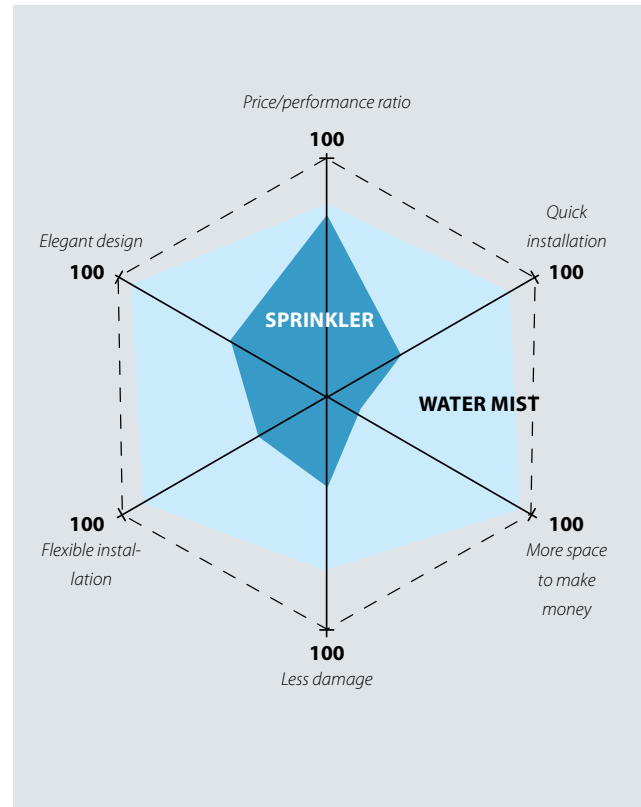 Price/performance ratio
100
Quick
installation
100
Elegant design
100
SPRINKLER
WATER MIST
100
Flexible instal-
lation
100
More space
to make
money
100
Less damage